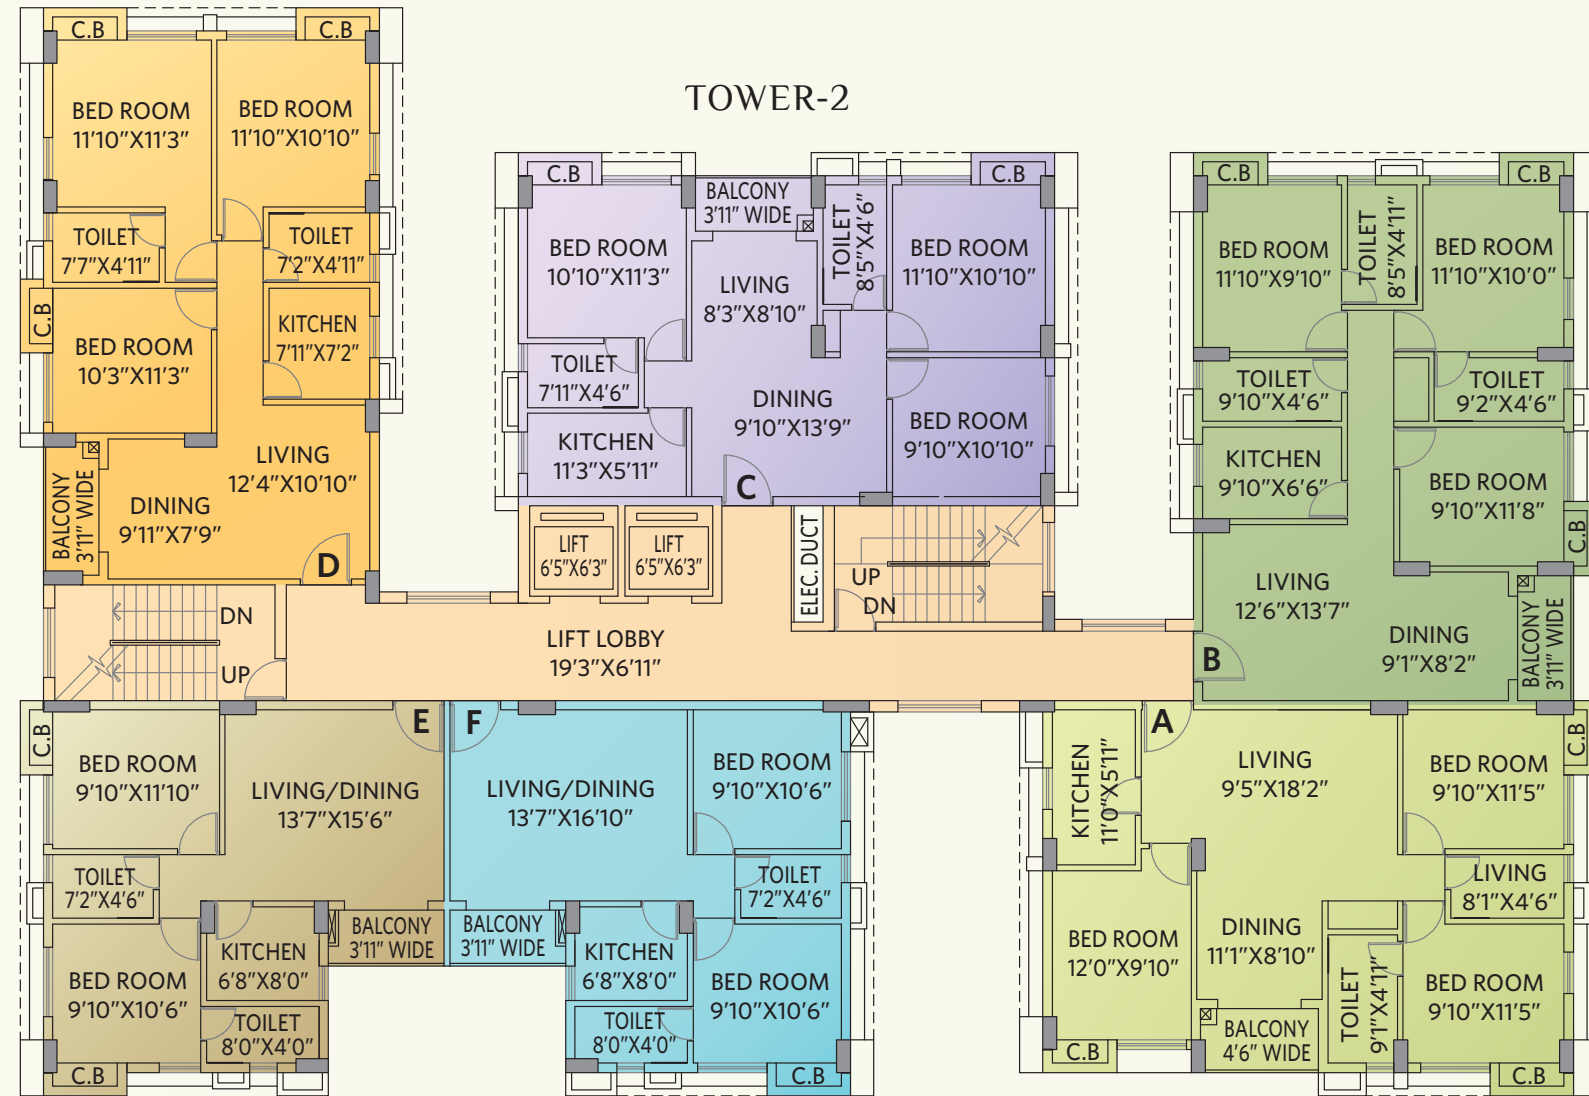 TOWER-2
C.B
C.B
BED ROOM
11'10"X11'3"
BED ROOM
11'10"X10'10"
TOILET
7'7"X4'11"
TOILET
7'2"X4'11"
C.B
BED ROOM
10'3"X11'3"
KITCHEN
7'11"X7'2"
LIVING
12'4"X10'10"
DINING
9'11"X7'9"
BALCONY
3'11" WIDE
D
C.B
C.B
BED ROOM
10'10"X11'3"
BALCONY
3'11" WIDE
TOILET
8'5"X4'6"
BED ROOM
11'10"X10'10"
LIVING
8'3"X8'10"
TOILET
7'11"X4'6"
DINING
9'10"X13'9"
BED ROOM
9'10"X10'10"
KITCHEN
11'3"X5'11"
C
C.B
C.B
BED ROOM
11'10"X9'10"
TOILET
8'5"X4'11"
BED ROOM
11'10"X10'0"
TOILET
9'10"X4'6"
TOILET
9'2"X4'6"
KITCHEN
9'10"X6'6"
BED ROOM
9'10"X11'8"
C.B
LIVING
12'6"X13'7"
DINING
9'1"X8'2"
BALCONY
3'11" WIDE
B
LIFT
6'5"X6'3"
LIFT
6'5"X6'3"
ELEC. DUCT
UP
DN
DN
UP
LIFT LOBBY
19'3"X6'11"
C.B
BED ROOM
9'10"X11'10"
E
LIVING/DINING
13'7"X15'6"
TOILET
7'2"X4'6"
BED ROOM
9'10"X10'6"
KITCHEN
6'8"X8'0"
BALCONY
3'11" WIDE
TOILET
8'0"X4'0"
C.B
F
LIVING/DINING
13'7"X16'10"
BED ROOM
9'10"X10'6"
TOILET
7'2"X4'6"
BALCONY
3'11" WIDE
KITCHEN
6'8"X8'0"
BED ROOM
9'10"X10'6"
TOILET
8'0"X4'0"
C.B
A
KITCHEN
11'0"X5'11"
LIVING
9'5"X18'2"
BED ROOM
9'10"X11'5"
C.B
LIVING
8'1"X4'6"
BED ROOM
12'0"X9'10"
DINING
11'1"X8'10"
TOILET
9'1"X4'11"
BED ROOM
9'10"X11'5"
BALCONY
4'6" WIDE
C.B
C.B